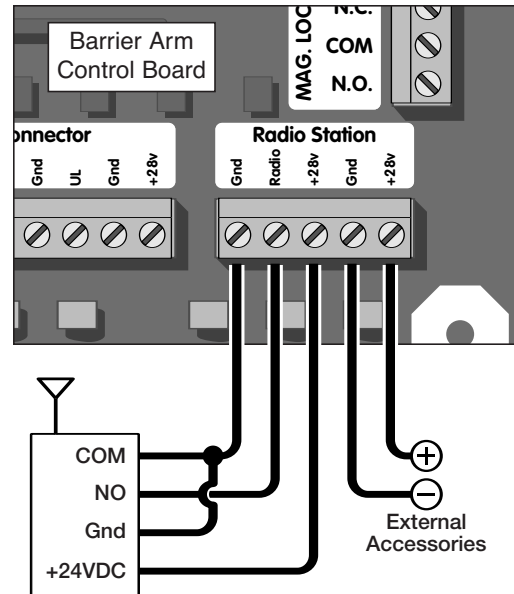 Barrier Arm
Control Board
MAG. LOC
N.C.
COM
N.O.
onnector
Gnd
UL
Gnd
+28v
Radio Station
Gnd
Radio
+28v
Gnd
+28v
COM
NO
Gnd
+24VDC
External
Accessories